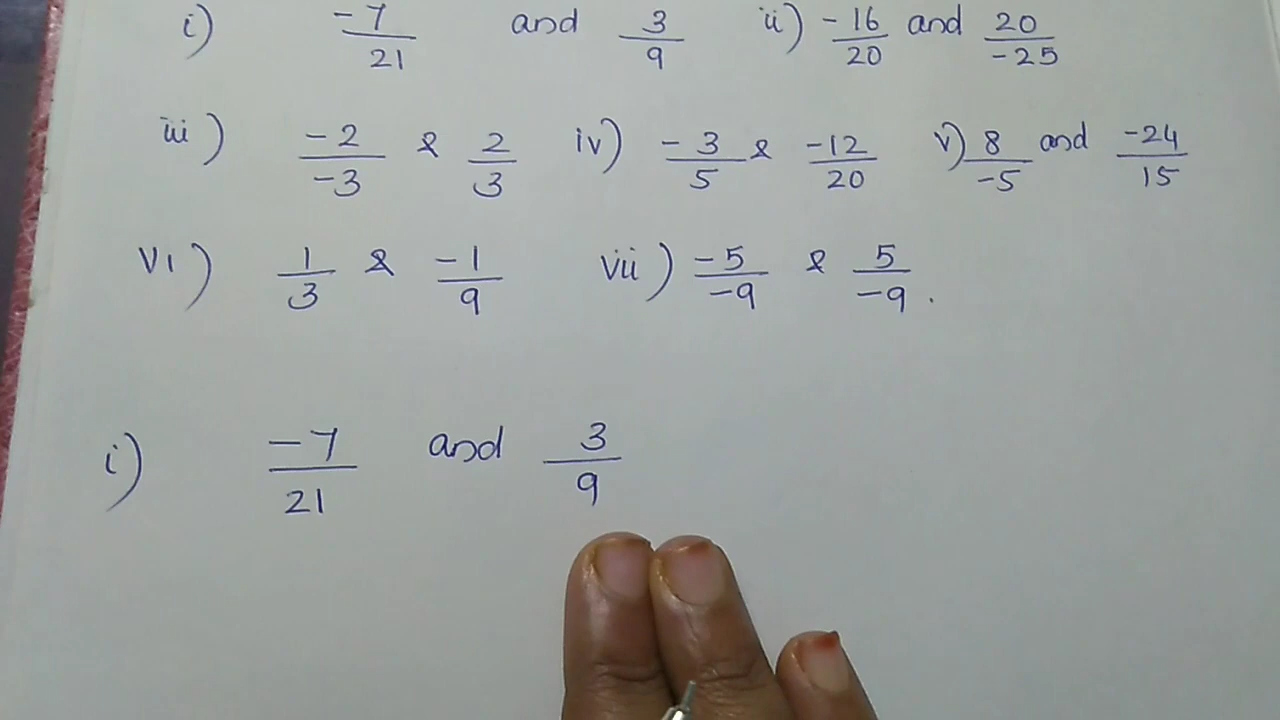 i) -7/21 and 3/9 ii) -16/20 and 20/-25
iii) -2/-3 & 2/3 iv) -3/5 & -12/20 v) 8/-5 and -24/15
vi) 1/3 & -1/9 vii) -5/-9 & 5/-9.
i) -7/21 and 3/9